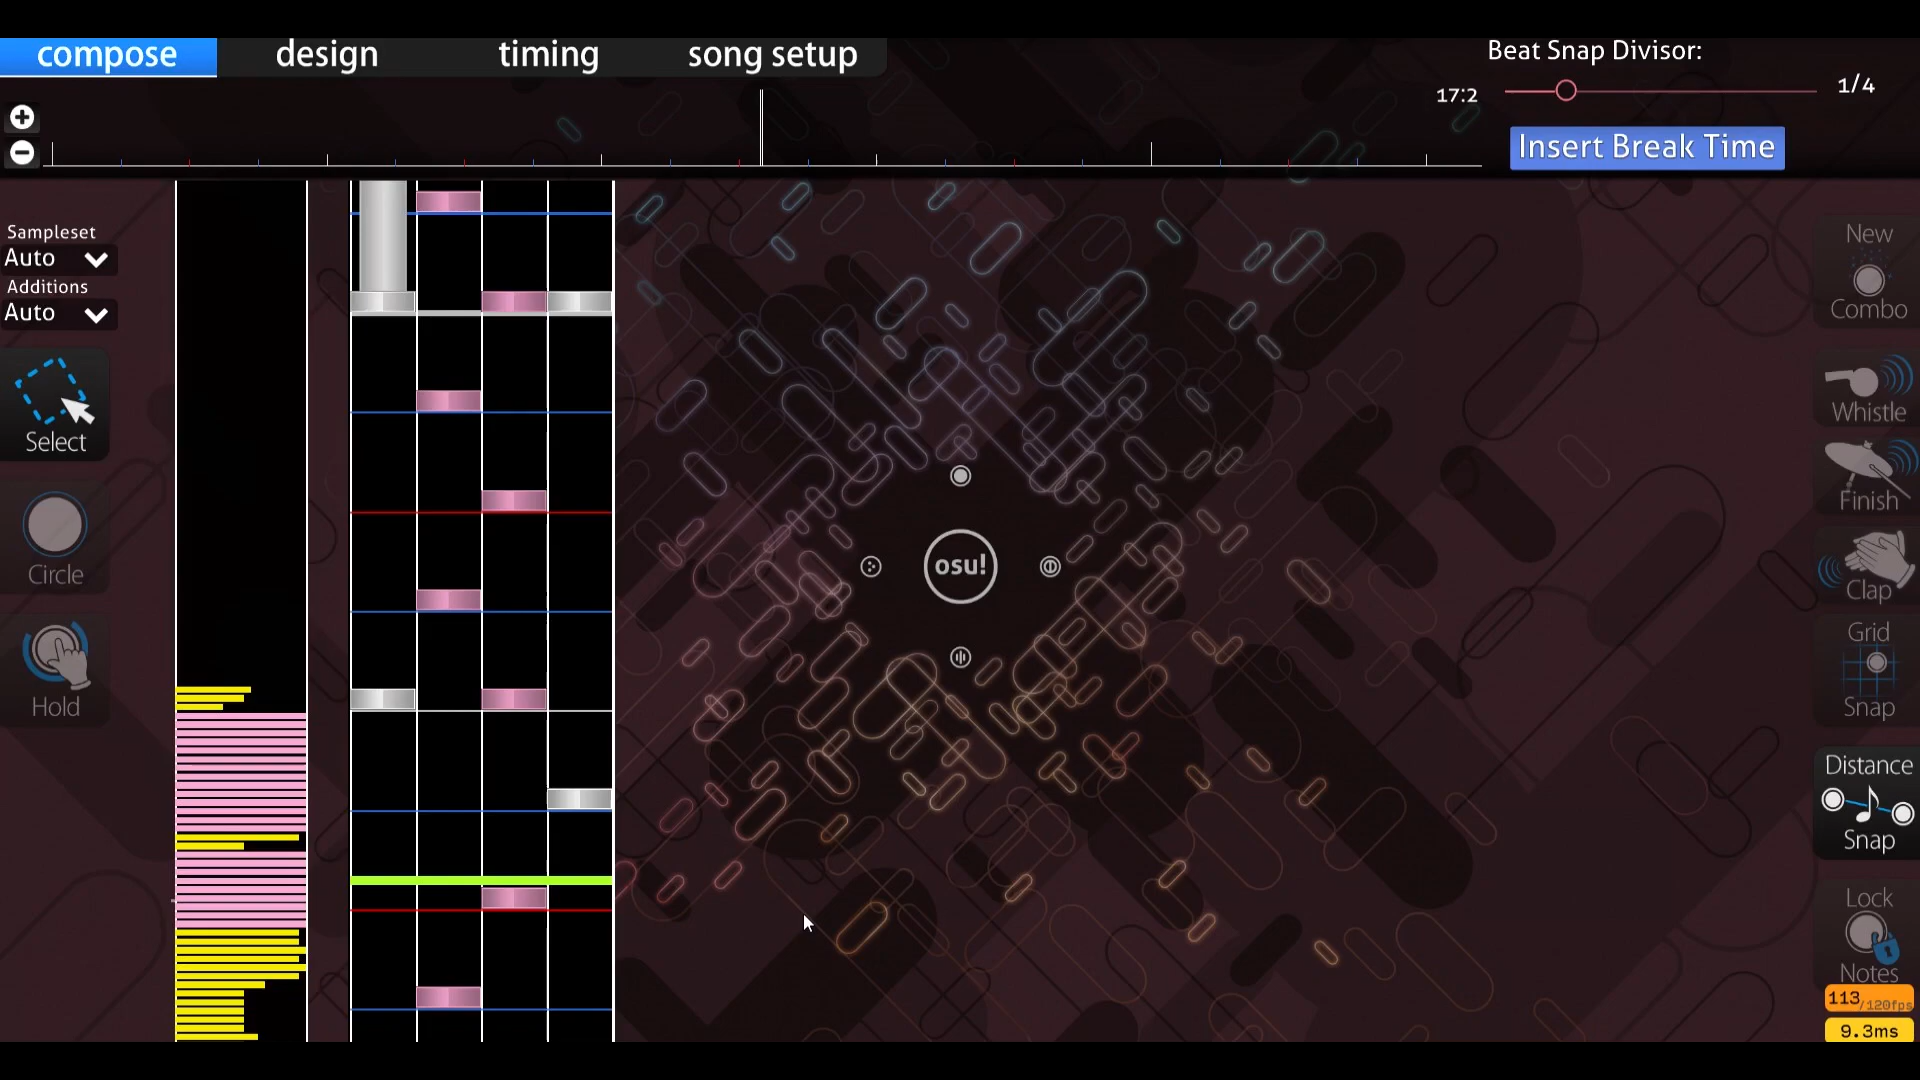 compose design timing song setup
Beat Snap Divisor:
17:2
1/4
Insert Break Time
Sampleset
Auto
Additions
Auto
Select
Circle
Hold
osu!
New
Combo
Whistle
Finish
Clap
Grid
Snap
Distance
Snap
Lock
Notes
113/120fps
9.3ms